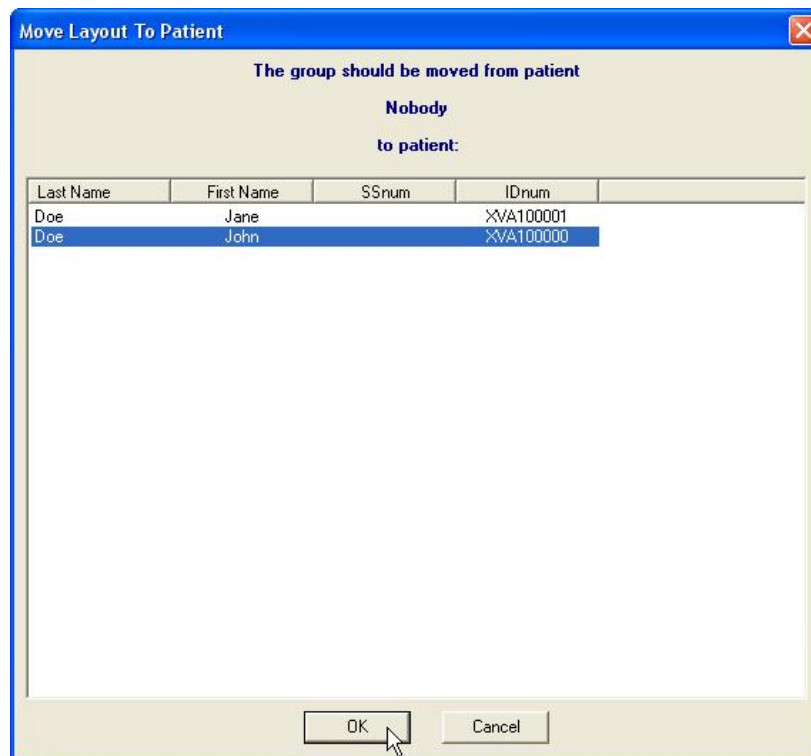 Move Layout To Patient
The group should be moved from patient
Nobody
to patient:
Last Name First Name SSnum IDnum
Doe Jane XVA100001
Doe John XVA100000
OK Cancel